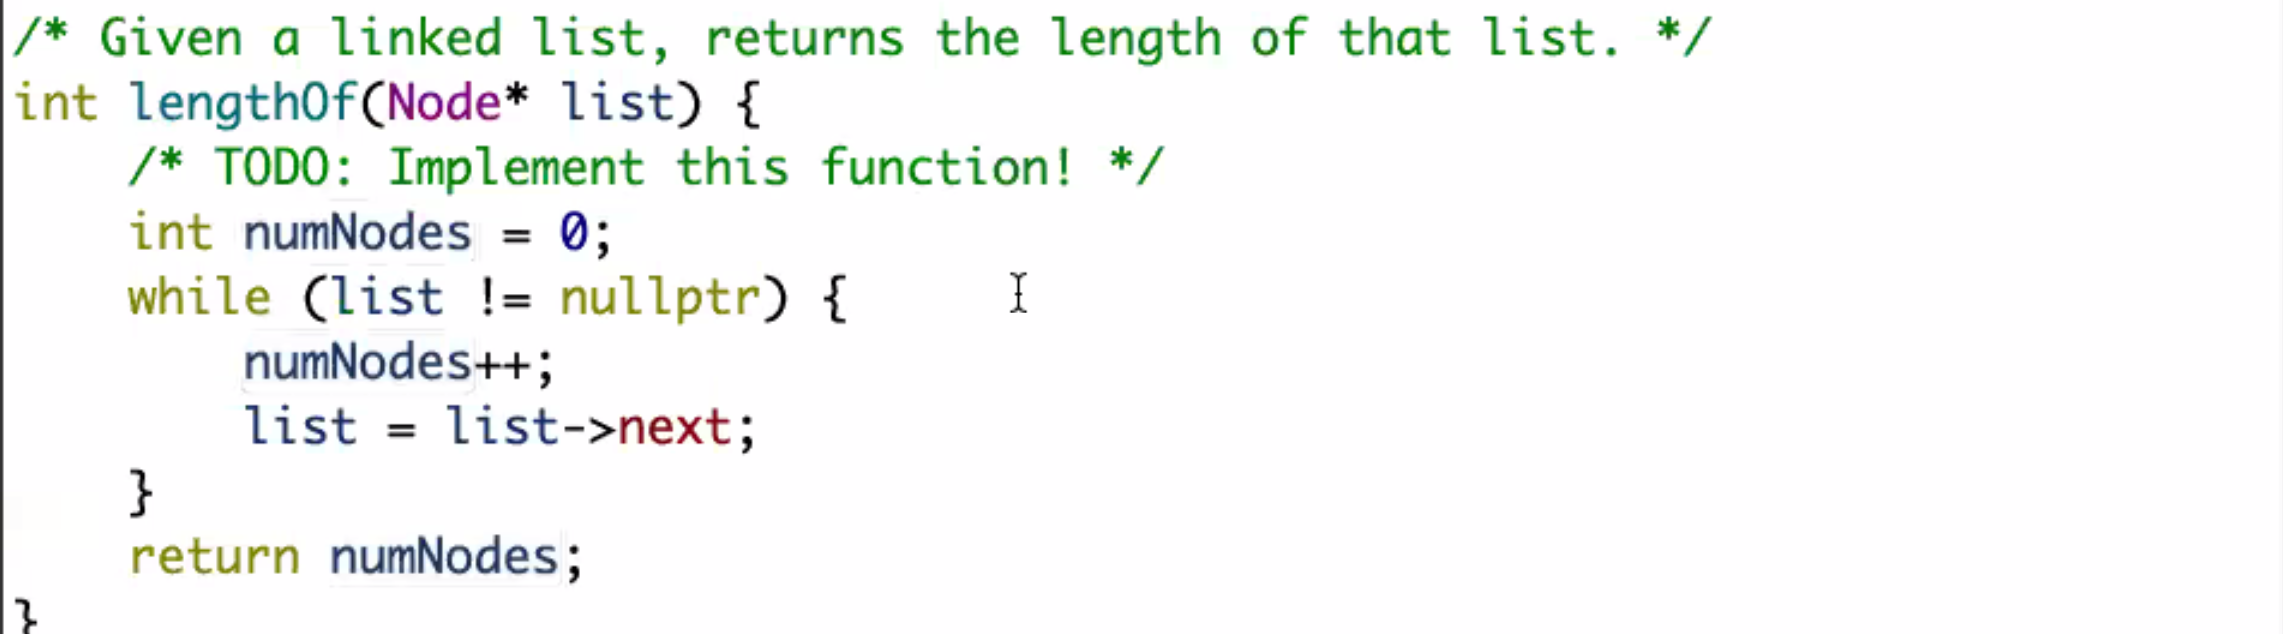 /* Given a linked list, returns the length of that list. */
int lengthOf(Node* list) {
    /* TODO: Implement this function! */
    int numNodes = 0;
    while (list != nullptr) {
        numNodes++;
        list = list->next;
    }
    return numNodes;
}